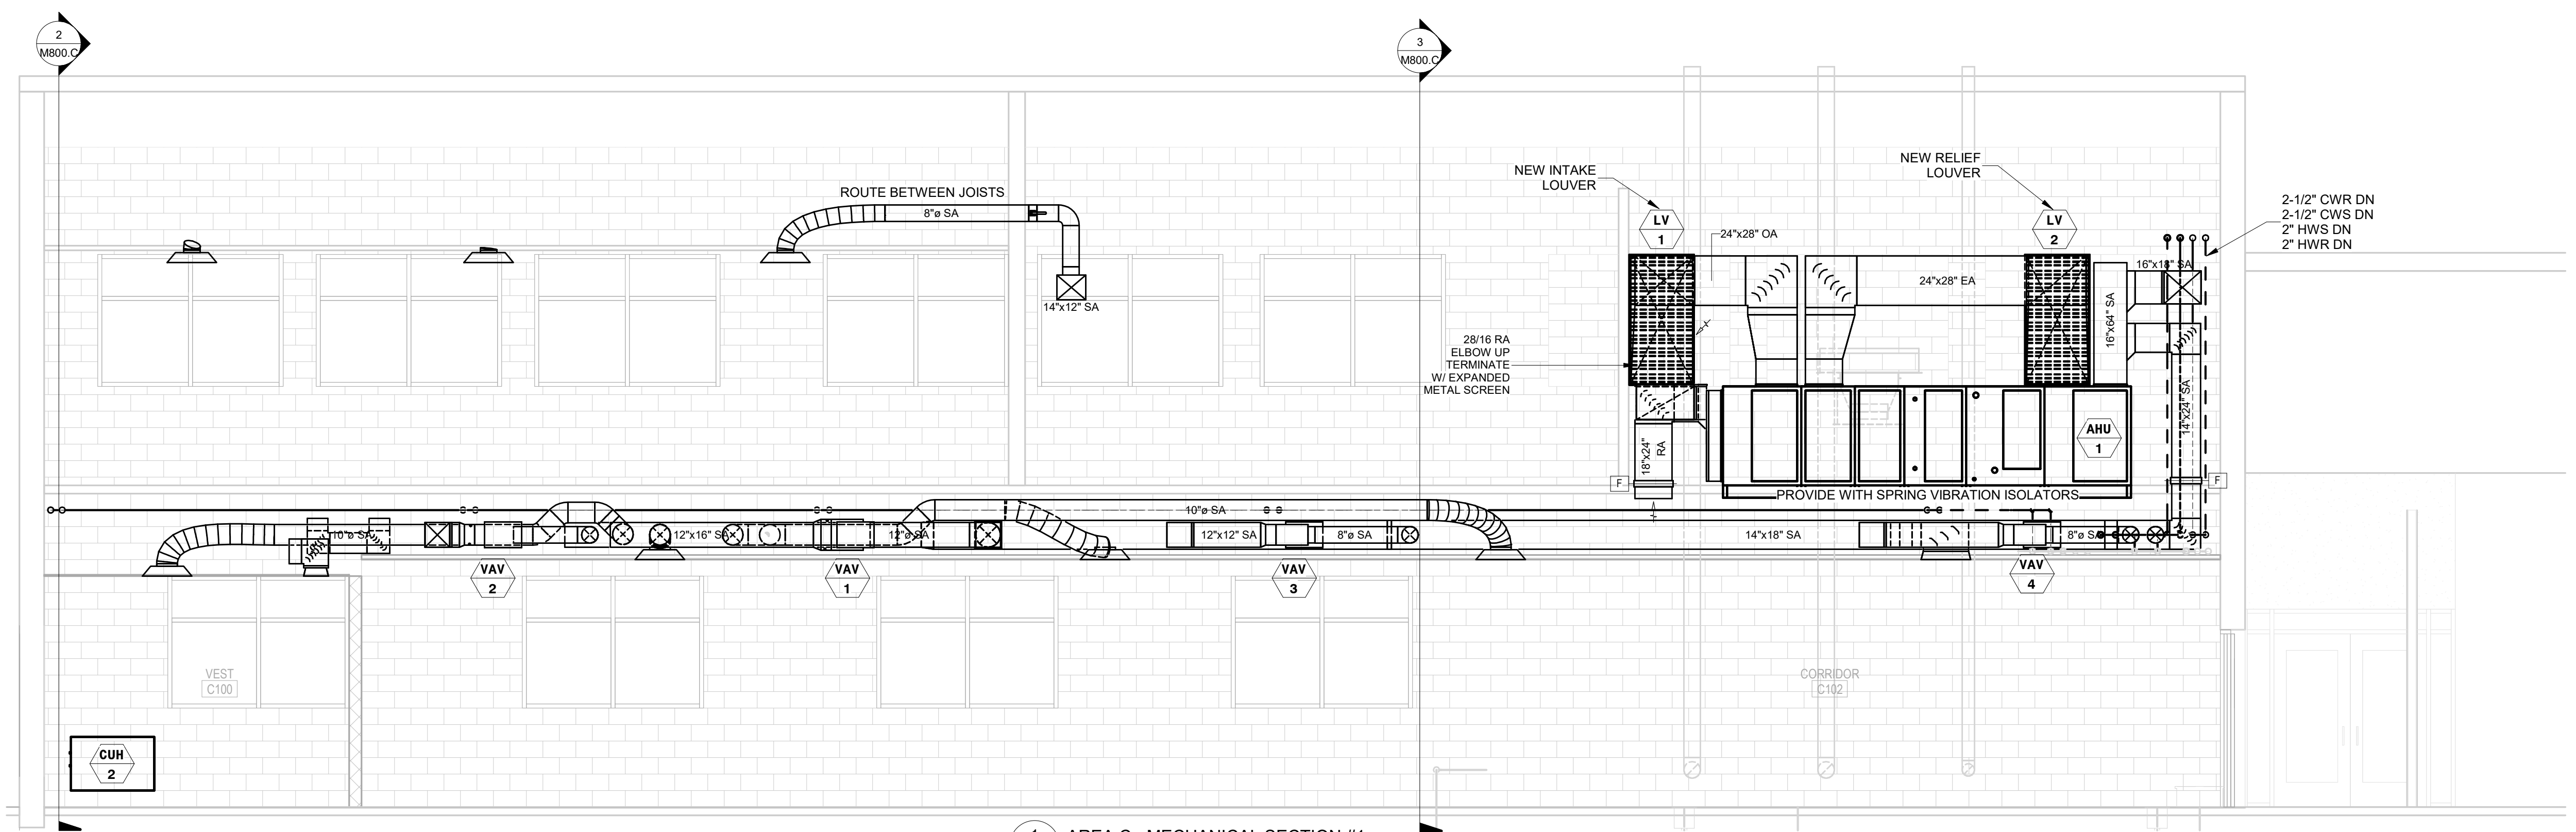 2
M800.C
3
M800.C
ROUTE BETWEEN JOISTS
8"ø SA
14"x12" SA
NEW INTAKE
LOUVER
LV
1
24"x28" OA
NEW RELIEF
LOUVER
LV
2
24"x28" EA
2-1/2" CWR DN
2-1/2" CWS DN
2" HWS DN
2" HWR DN
16"x18" SA
16"x64" SA
14"x24" SA
28/16 RA
ELBOW UP
TERMINATE
W/ EXPANDED
METAL SCREEN
18"x24"
RA
AHU
1
F
F
PROVIDE WITH SPRING VIBRATION ISOLATORS
10"ø SA
12"x16" SA
12"ø SA
10"ø SA
12"x12" SA
8"ø SA
14"x18" SA
8"ø SA
VAV
2
VAV
1
VAV
3
VAV
4
VEST
C100
CORRIDOR
C102
CUH
2
1
AREA C - MECHANICAL SECTION #1